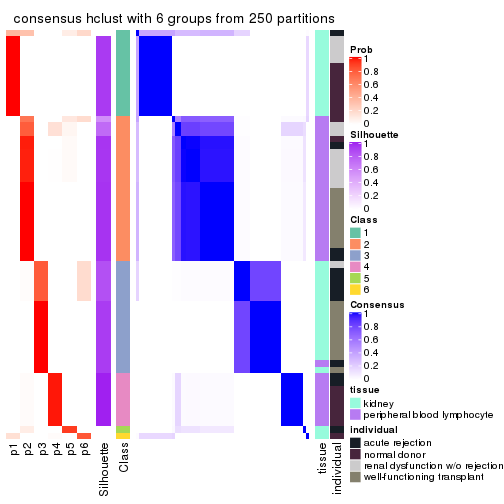 consensus hclust with 6 groups from 250 partitions
Prob
1
0.8
0.6
0.4
0.2
0
Silhouette
1
0.8
0.6
0.4
0.2
0
Class
1
2
3
4
5
6
Consensus
1
0.8
0.6
0.4
0.2
0
tissue
kidney
peripheral blood lymphocyte
individual
acute rejection
normal donor
renal dysfunction w/o rejection
well-functioning transplant
p1
p2
p3
p4
p5
p6
Silhouette
Class
tissue
individual